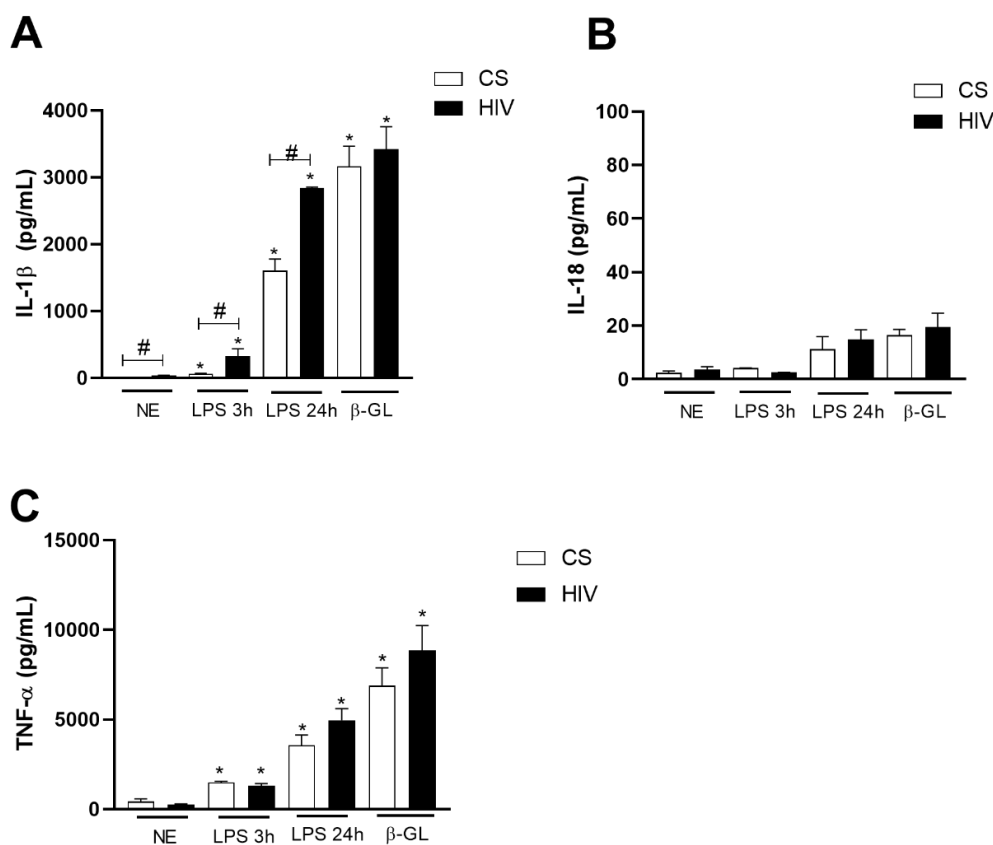 A
CS
HIV
IL-1β (pg/mL)
4000
3000
2000
1000
0
#
#
#
*
*
*
*
*
*
NE
LPS 3h
LPS 24h
β-GL
B
CS
HIV
IL-18 (pg/mL)
100
80
60
40
20
0
NE
LPS 3h
LPS 24h
β-GL
C
CS
HIV
TNF-α (pg/mL)
15000
10000
5000
0
*
*
*
*
*
*
NE
LPS 3h
LPS 24h
β-GL